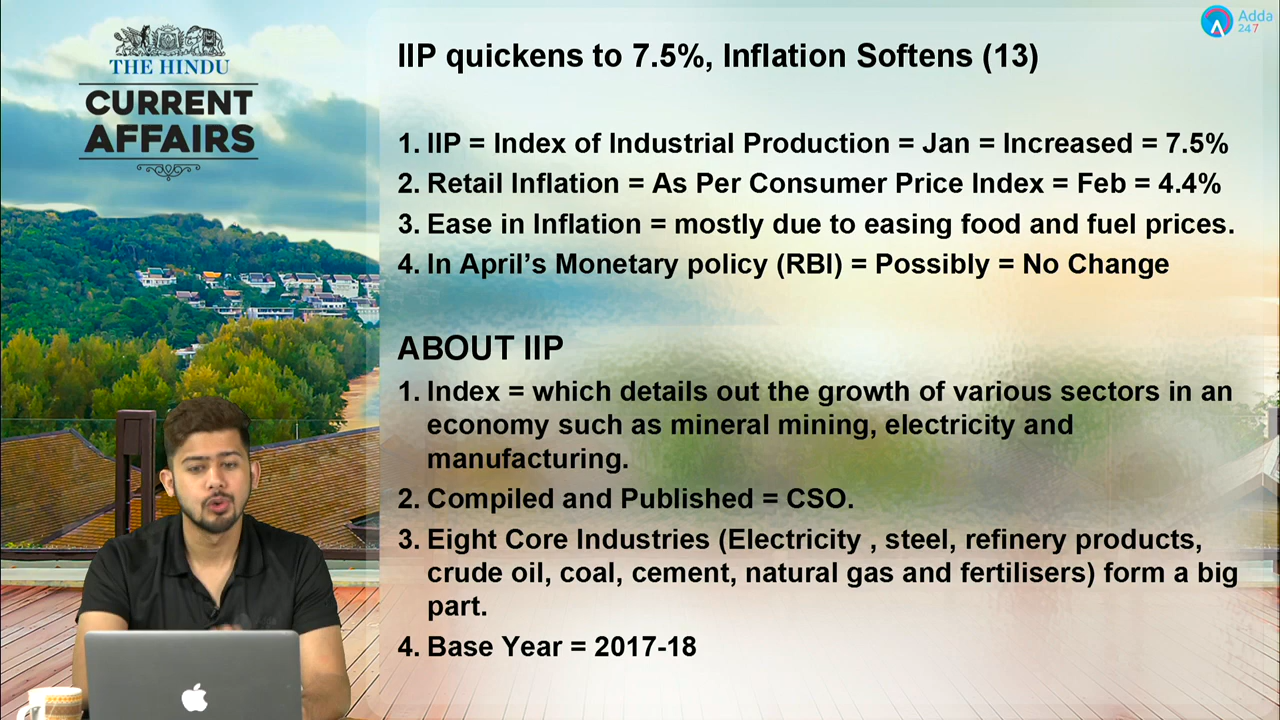 THE HINDU
CURRENT
AFFAIRS
Adda
247
IIP quickens to 7.5%, Inflation Softens (13)
1. IIP = Index of Industrial Production = Jan = Increased = 7.5%
2. Retail Inflation = As Per Consumer Price Index = Feb = 4.4%
3. Ease in Inflation = mostly due to easing food and fuel prices.
4. In April's Monetary policy (RBI) = Possibly = No Change
ABOUT IIP
1. Index = which details out the growth of various sectors in an
economy such as mineral mining, electricity and
manufacturing.
2. Compiled and Published = CSO.
3. Eight Core Industries (Electricity , steel, refinery products,
crude oil, coal, cement, natural gas and fertilisers) form a big
part.
4. Base Year = 2017-18